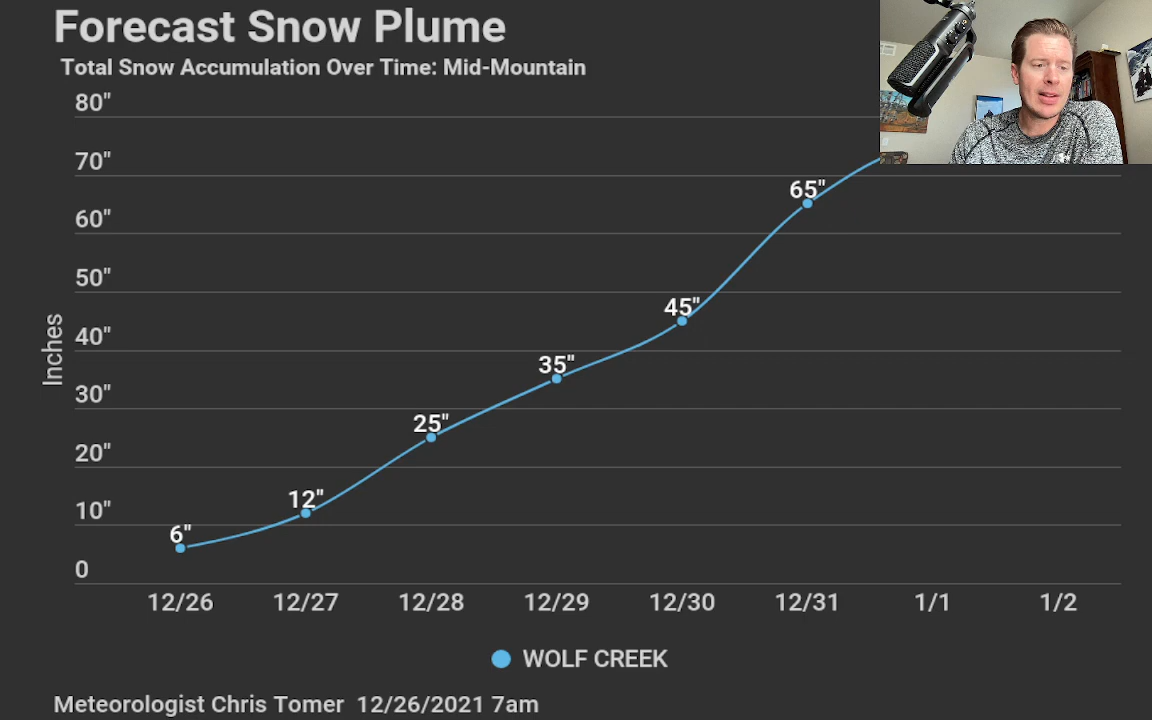 Forecast Snow Plume
Total Snow Accumulation Over Time: Mid-Mountain
80"
70"
65"
60"
50"
45"
40"
35"
30"
25"
20"
12"
10"
6"
0
Inches
12/26 12/27 12/28 12/29 12/30 12/31 1/1 1/2
WOLF CREEK
Meteorologist Chris Tomer 12/26/2021 7am